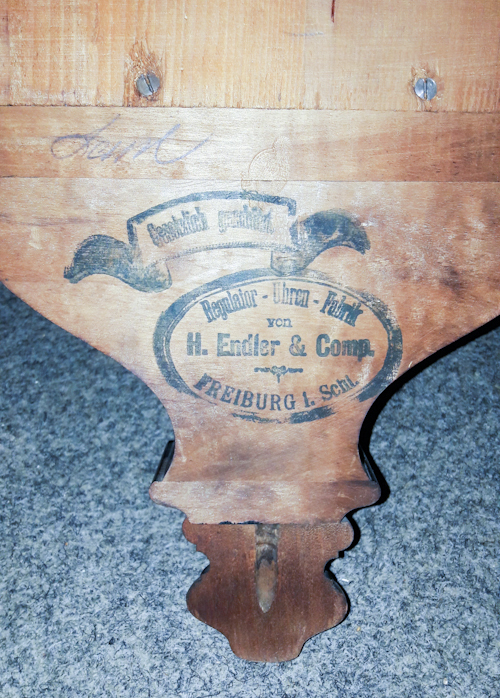 Gesetzlich geschützt
Regulator - Uhren - Fabrik
von
H. Endler & Comp.
FREIBURG i. Schl.